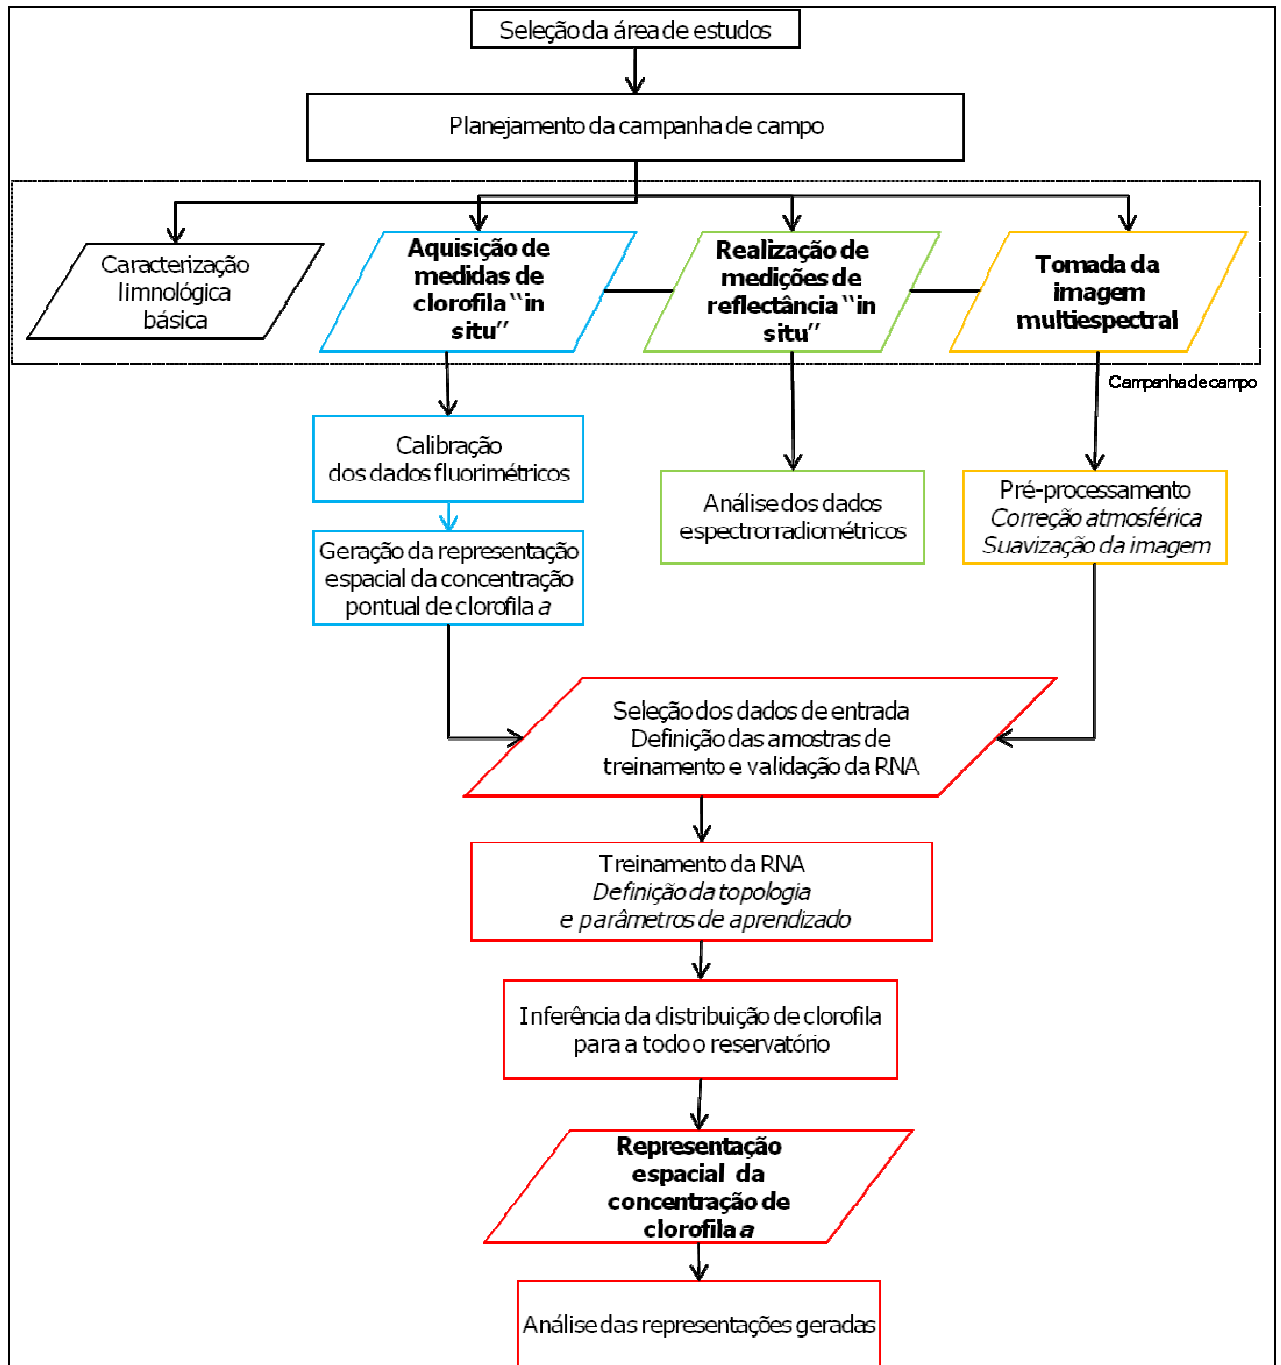 Seleção da área de estudos
Planejamento da campanha de campo
Caracterização
limnológica
básica
Aquisição de
medidas de
clorofila “in
situ”
Realização de
medições de
reflectância “in
situ”
Tomada da
imagem
multiespectral
Campanha de campo
Calibração
dos dados fluorimétricos
Análise dos dados
espectrorradiométricos
Pré-processamento
Correção atmosférica
Suavização da imagem
Geração da representação
espacial da concentração
pontual de clorofila a
Seleção dos dados de entrada
Definição das amostras de
treinamento e validação da RNA
Treinamento da RNA
Definição da topologia
e parâmetros de aprendizado
Inferência da distribuição de clorofila
para a todo o reservatório
Representação
espacial da
concentração de
clorofila a
Análise das representações geradas